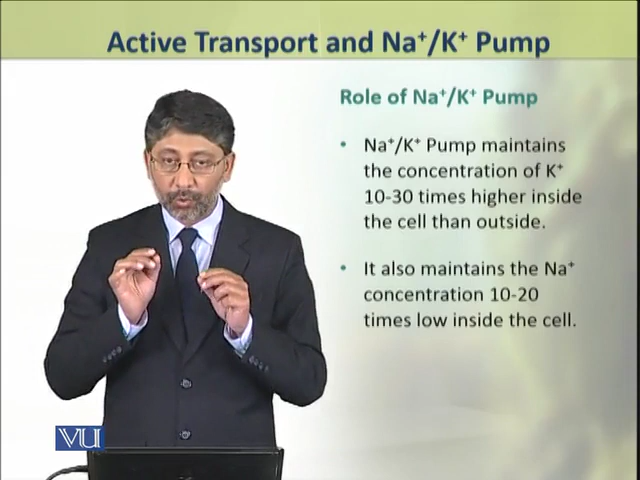 Active Transport and Na⁺/K⁺ Pump
Role of Na⁺/K⁺ Pump
• Na⁺/K⁺ Pump maintains
the concentration of K⁺
10-30 times higher inside
the cell than outside.
• It also maintains the Na⁺
concentration 10-20
times low inside the cell.
VU